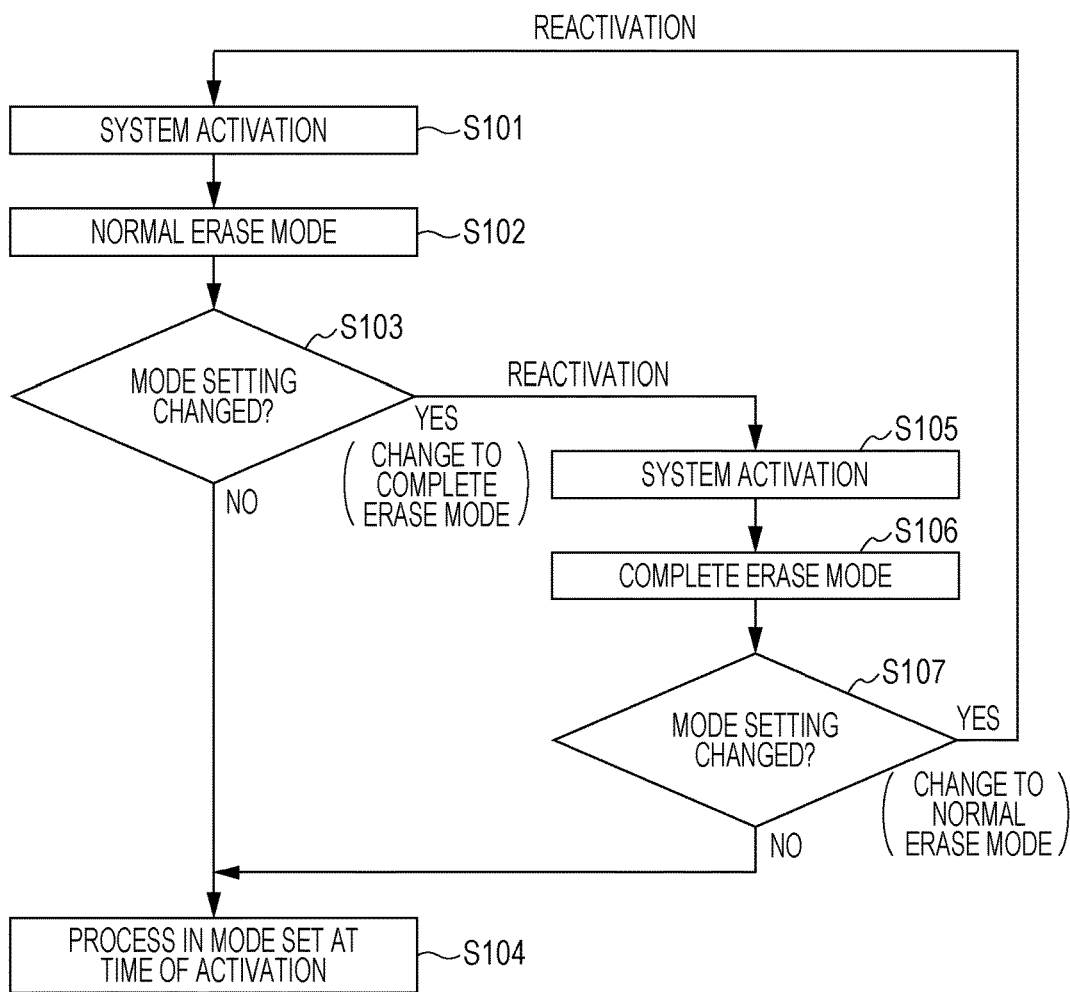 REACTIVATION
SYSTEM ACTIVATION
S101
NORMAL ERASE MODE
S102
S103
MODE SETTING
CHANGED?
REACTIVATION
YES
(CHANGE TO
COMPLETE
ERASE MODE)
NO
S105
SYSTEM ACTIVATION
S106
COMPLETE ERASE MODE
S107
MODE SETTING
CHANGED?
YES
(CHANGE TO
NORMAL
ERASE MODE)
NO
PROCESS IN MODE SET AT
TIME OF ACTIVATION
S104